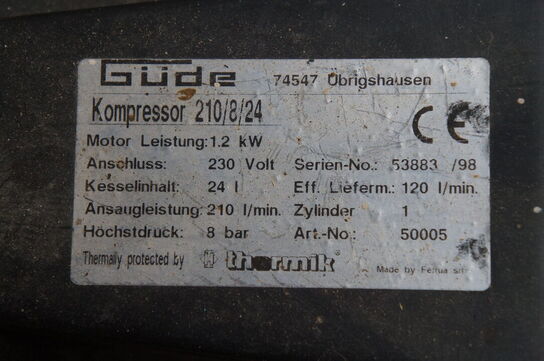 Güde 74547 Übrigshausen
Kompressor 210/8/24
CE
Motor Leistung: 1.2 kW
Anschluss: 230 Volt Serien-No.: 53883 /98
Kesselinhalt: 24 l Eff. Lieferm.: 120 l/min.
Ansaugleistung: 210 l/min. Zylinder 1
Höchstdruck: 8 bar Art.-No.: 50005
Thermally protected by thermik
Made by Ferrua srl